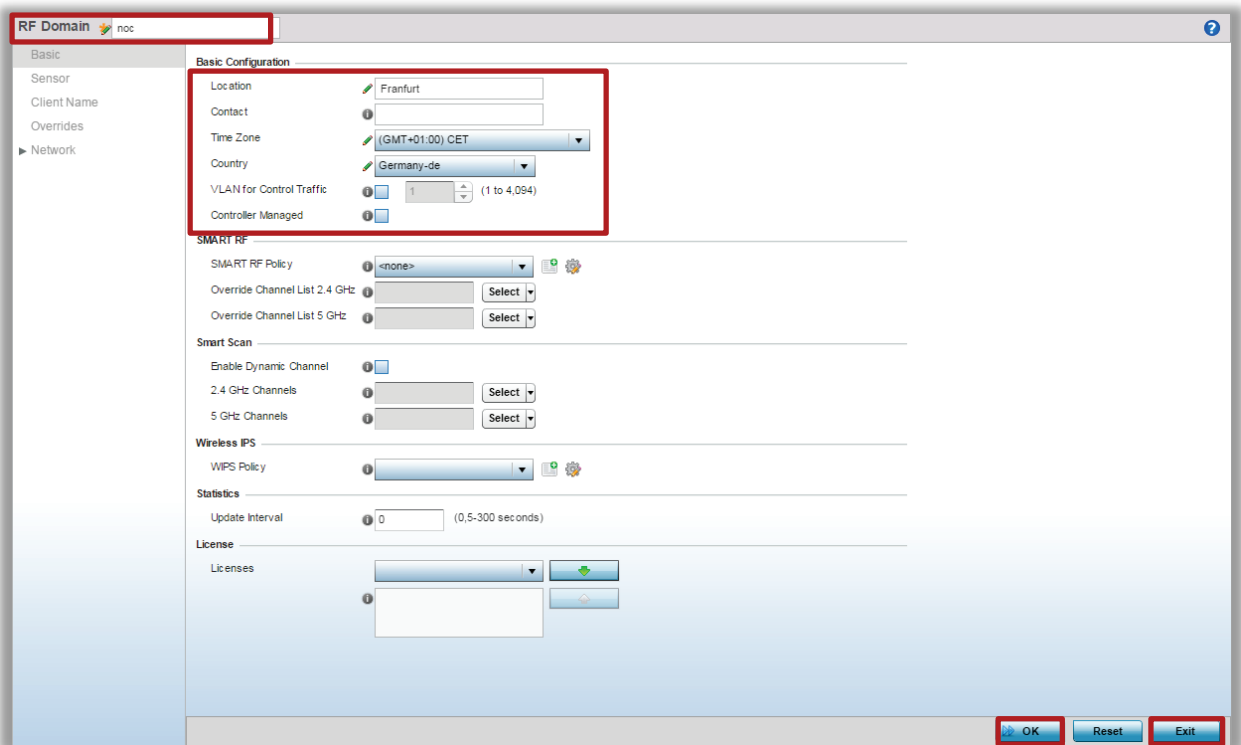 RF Domain noc
Basic
Sensor
Client Name
Overrides
Network
Basic Configuration
Location Franfurt
Contact
Time Zone (GMT+01:00) CET
Country Germany-de
VLAN for Control Traffic 1 (1 to 4,094)
Controller Managed
SMART RF
SMART RF Policy <none>
Override Channel List 2.4 GHz Select
Override Channel List 5 GHz Select
Smart Scan
Enable Dynamic Channel
2.4 GHz Channels Select
5 GHz Channels Select
Wireless IPS
WIPS Policy
Statistics
Update Interval 0 (0,5-300 seconds)
License
Licenses
OK Reset Exit